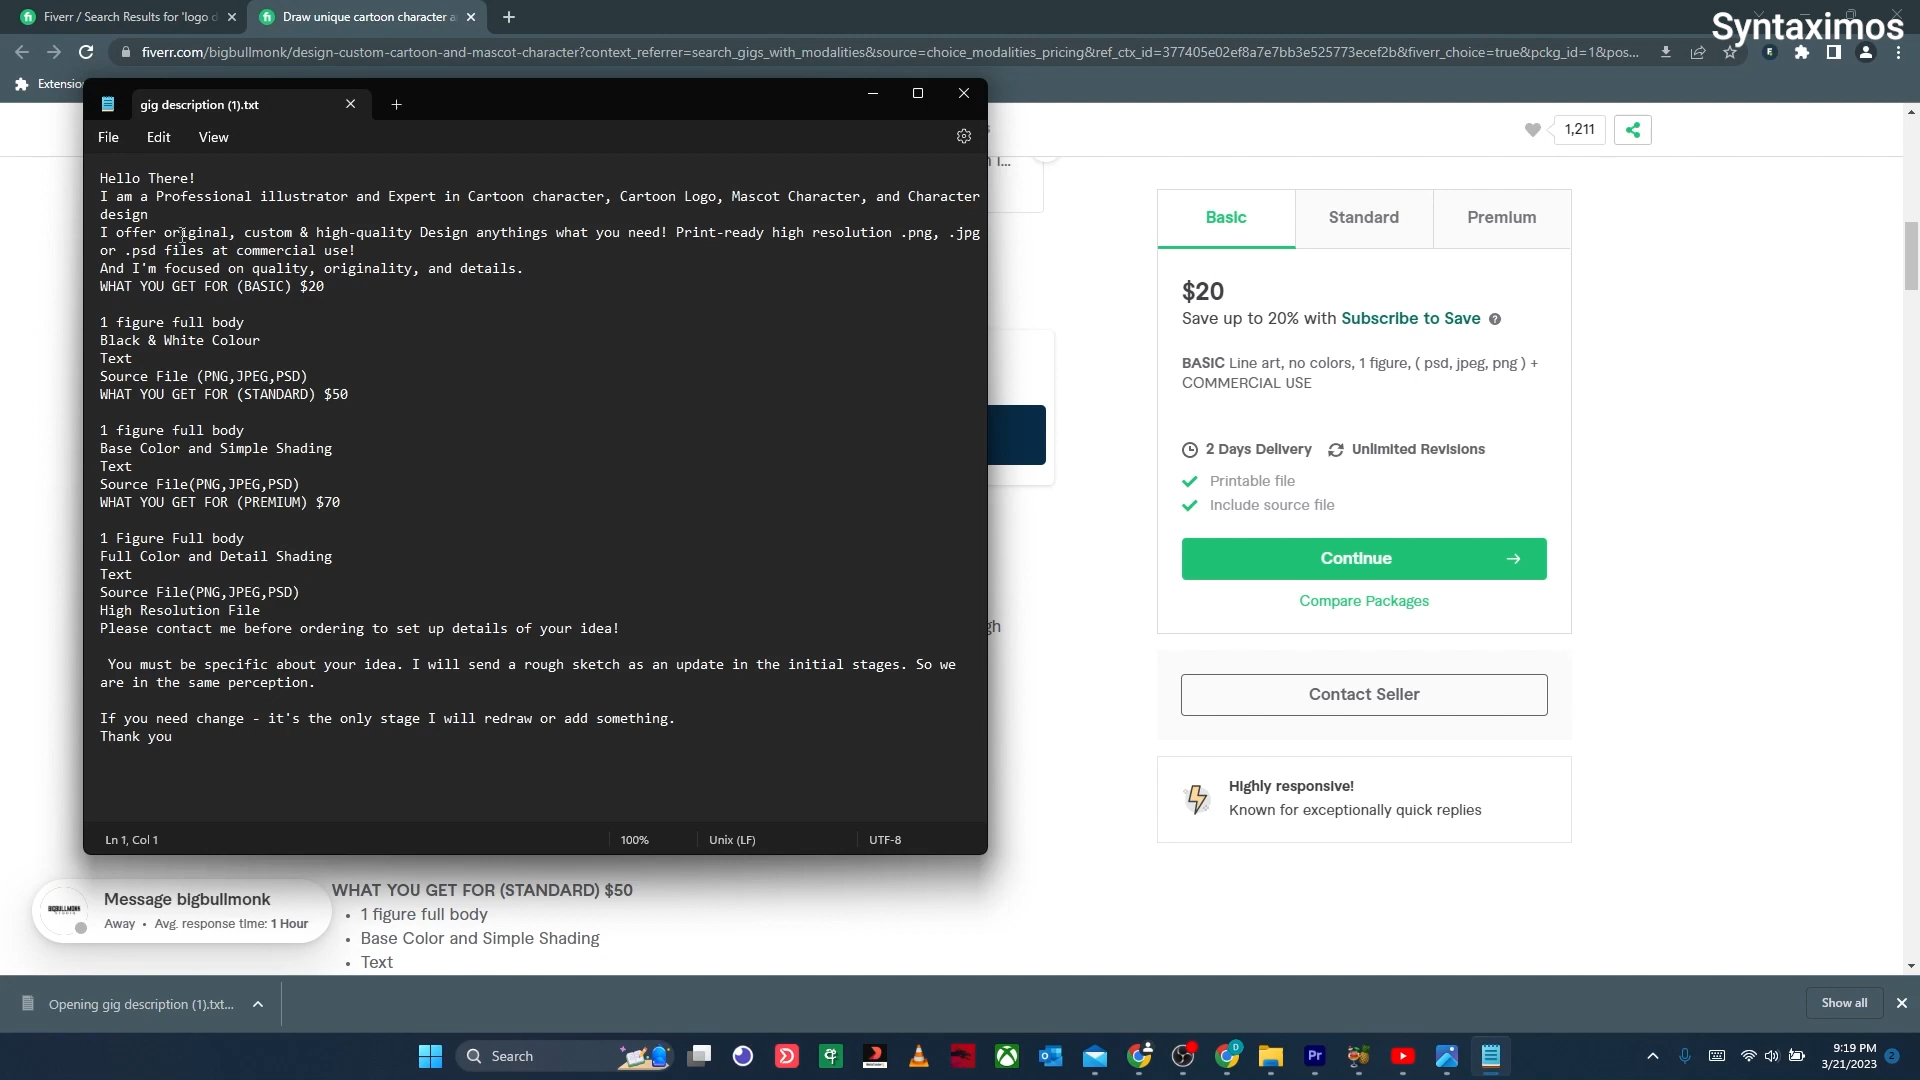 Fiverr / Search Results for 'logo d
Draw unique cartoon character a
Syntaximos
fiverr.com/bigbullmonk/design-custom-cartoon-and-mascot-character?context_referrer=search_gigs_with_modalities&source=choice_modalities_pricing&ref_ctx_id=377405e02ef8a7e7bb3e525773ecef2b&fiverr_choice=true&pckg_id=1&pos...
Extensio
gig description (1).txt
File Edit View
1,211
Hello There!
I am a Professional illustrator and Expert in Cartoon character, Cartoon Logo, Mascot Character, and Character
design
I offer original, custom & high-quality Design anythings what you need! Print-ready high resolution .png, .jpg
or .psd files at commercial use!
And I'm focused on quality, originality, and details.
WHAT YOU GET FOR (BASIC) $20
1 figure full body
Black & White Colour
Text
Source File (PNG,JPEG,PSD)
WHAT YOU GET FOR (STANDARD) $50
1 figure full body
Base Color and Simple Shading
Text
Source File(PNG,JPEG,PSD)
WHAT YOU GET FOR (PREMIUM) $70
1 Figure Full body
Full Color and Detail Shading
Text
Source File(PNG,JPEG,PSD)
High Resolution File
Please contact me before ordering to set up details of your idea!
You must be specific about your idea. I will send a rough sketch as an update in the initial stages. So we
are in the same perception.
If you need change - it's the only stage I will redraw or add something.
Thank you
Ln 1, Col 1
100%
Unix (LF)
UTF-8
Basic Standard Premium
$20
Save up to 20% with Subscribe to Save
BASIC Line art, no colors, 1 figure, ( psd, jpeg, png ) +
COMMERCIAL USE
2 Days Delivery Unlimited Revisions
Printable file
Include source file
Continue
Compare Packages
Contact Seller
Highly responsive!
Known for exceptionally quick replies
gh
Message bigbullmonk
Away • Avg. response time: 1 Hour
WHAT YOU GET FOR (STANDARD) $50
• 1 figure full body
• Base Color and Simple Shading
• Text
Opening gig description (1).txt...
Show all
Search
Pr
9:19 PM
3/21/2023
2